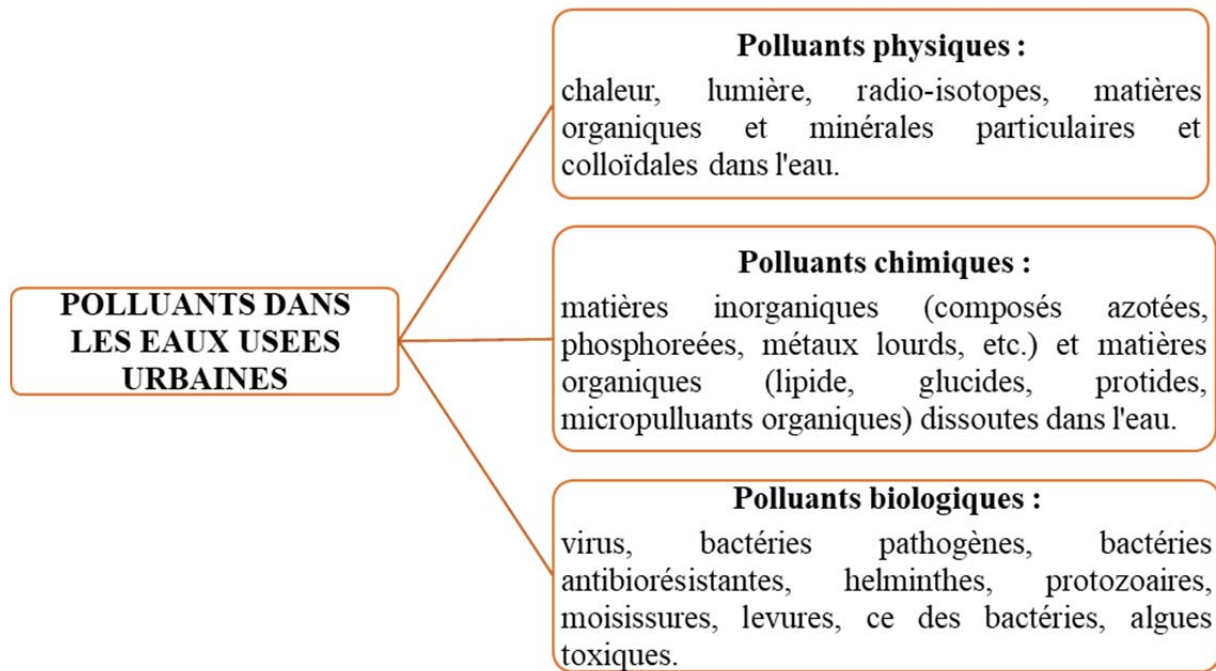 POLLUANTS DANS
LES EAUX USEES
URBAINES
Polluants physiques :
chaleur, lumière, radio-isotopes, matières
organiques et minérales particulaires et
colloïdales dans l'eau.
Polluants chimiques :
matières inorganiques (composés azotées,
phosphoreées, métaux lourds, etc.) et matières
organiques (lipide, glucides, protides,
micropulluants organiques) dissoutes dans l'eau.
Polluants biologiques :
virus, bactéries pathogènes, bactéries
antibiorésistantes, helminthes, protozoaires,
moisissures, levures, ce des bactéries, algues
toxiques.